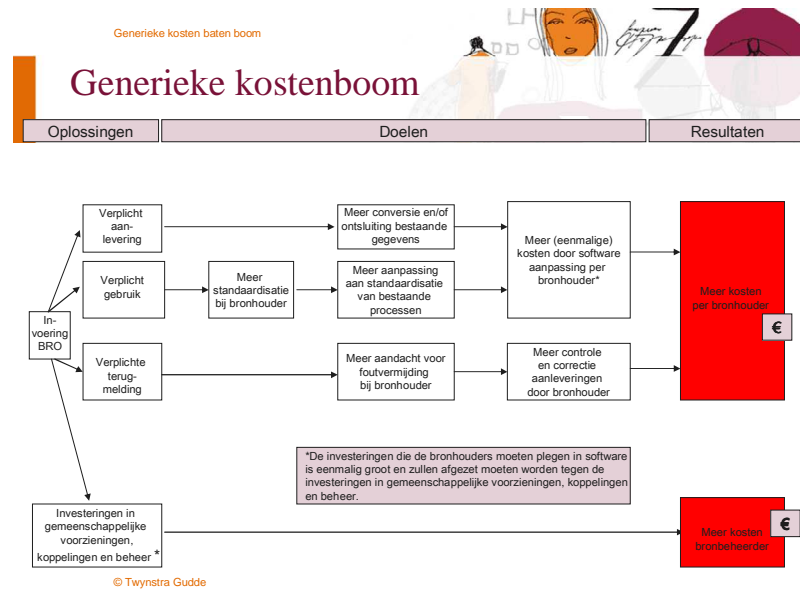 Generieke kosten baten boom
Generieke kostenboom
Oplossingen
Doelen
Resultaten
Verplicht
aan-
levering
Meer conversie en/of
ontsluiting bestaande
gegevens
Meer (eenmalige)
kosten door software
aanpassing per
bronhouder*
Meer kosten
per bronhouder
€
Verplicht
gebruik
Meer
standaardisatie
bij bronhouder
Meer aanpassing
aan standaardisatie
van bestaande
processen
In-
voering
BRO
Verplichte
terug-
melding
Meer aandacht voor
foutvermijding
bij bronhouder
Meer controle
en correctie
aanleveringen
door bronhouder
*De investeringen die de bronhouders moeten plegen in software
is eenmalig groot en zullen afgezet moeten worden tegen de
investeringen in gemeenschappelijke voorzieningen, koppelingen
en beheer.
Investeringen in
gemeenschappelijke
voorzieningen,
koppelingen en beheer *
Meer kosten
bronbeheerder
€
© Twynstra Gudde